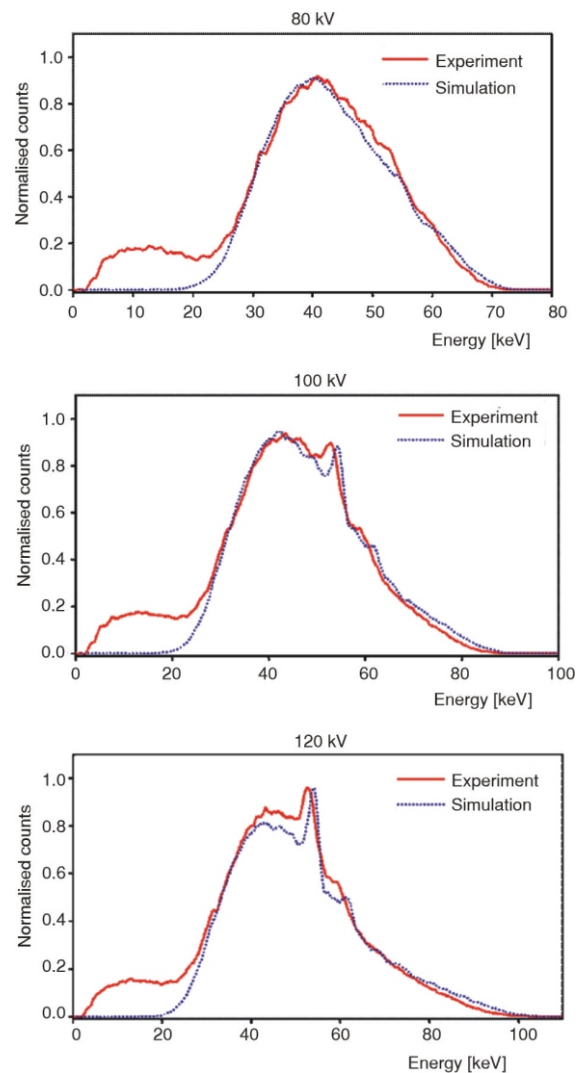 80 kV
Normalised counts
1.0
0.8
0.6
0.4
0.2
0.0
Experiment
Simulation
0 10 20 30 40 50 60 70 80
Energy [keV]
100 kV
Normalised counts
1.0
0.8
0.6
0.4
0.2
0.0
Experiment
Simulation
0 20 40 60 80 100
Energy [keV]
120 kV
Normalised counts
1.0
0.8
0.6
0.4
0.2
0.0
Experiment
Simulation
0 20 40 60 80 100
Energy [keV]